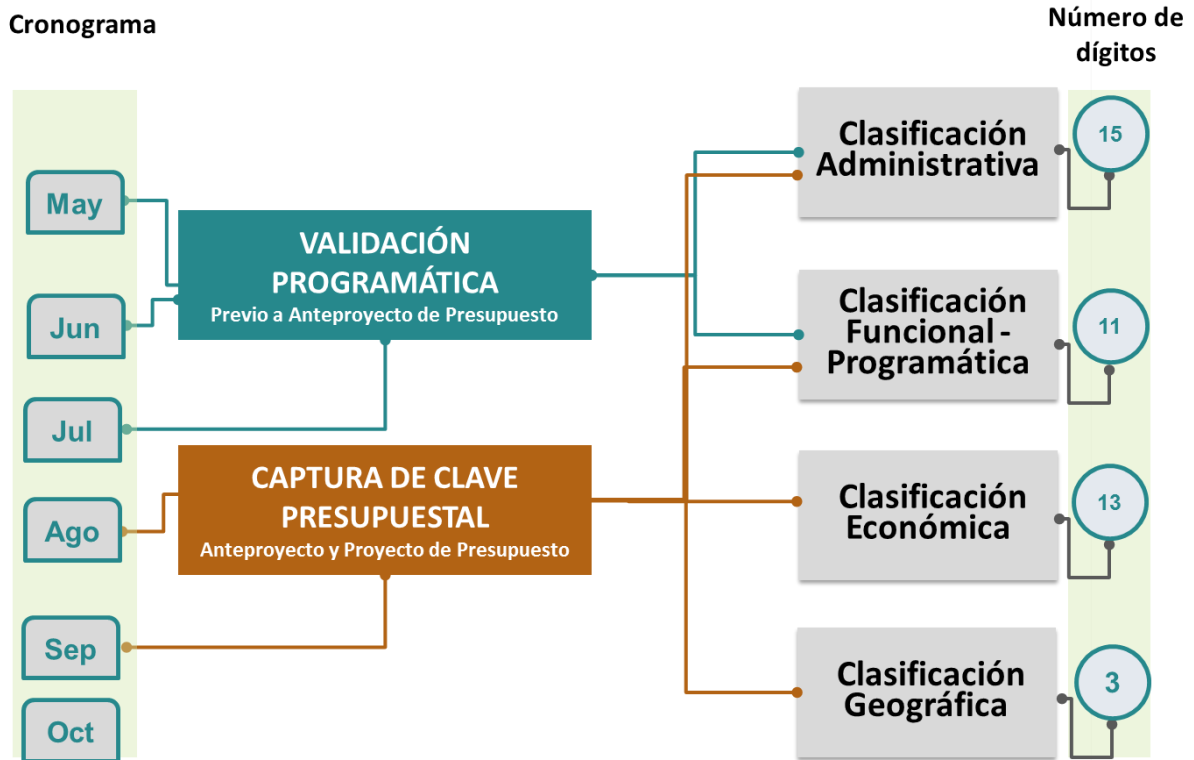 Cronograma
Número de
dígitos
May
Jun
Jul
Ago
Sep
Oct
VALIDACIÓN
PROGRAMÁTICA
Previo a Anteproyecto de Presupuesto
CAPTURA DE CLAVE
PRESUPUESTAL
Anteproyecto y Proyecto de Presupuesto
Clasificación
Administrativa
15
Clasificación
Funcional -
Programática
11
Clasificación
Económica
13
Clasificación
Geográfica
3